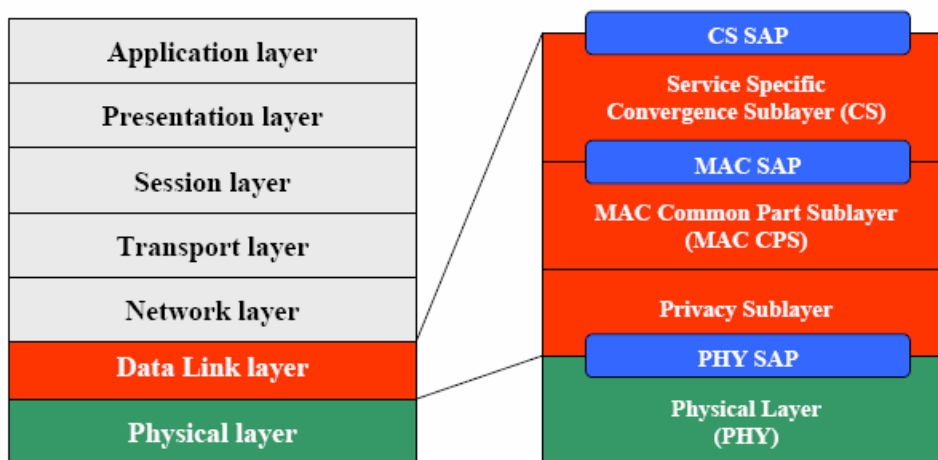 Application layer
Presentation layer
Session layer
Transport layer
Network layer
Data Link layer
Physical layer
CS SAP
Service Specific
Convergence Sublayer (CS)
MAC SAP
MAC Common Part Sublayer
(MAC CPS)
Privacy Sublayer
PHY SAP
Physical Layer
(PHY)